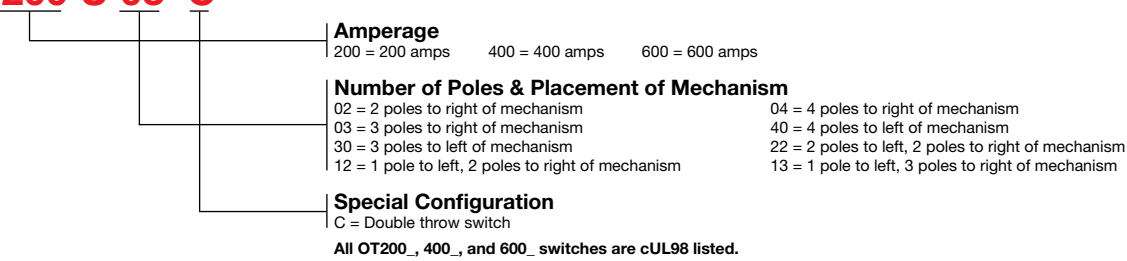 Amperage
200 = 200 amps 400 = 400 amps 600 = 600 amps
Number of Poles & Placement of Mechanism
02 = 2 poles to right of mechanism 04 = 4 poles to right of mechanism
03 = 3 poles to right of mechanism 40 = 4 poles to left of mechanism
30 = 3 poles to left of mechanism 22 = 2 poles to left, 2 poles to right of mechanism
12 = 1 pole to left, 2 poles to right of mechanism 13 = 1 pole to left, 3 poles to right of mechanism
Special Configuration
C = Double throw switch
All OT200_, 400_, and 600_ switches are cUL98 listed.